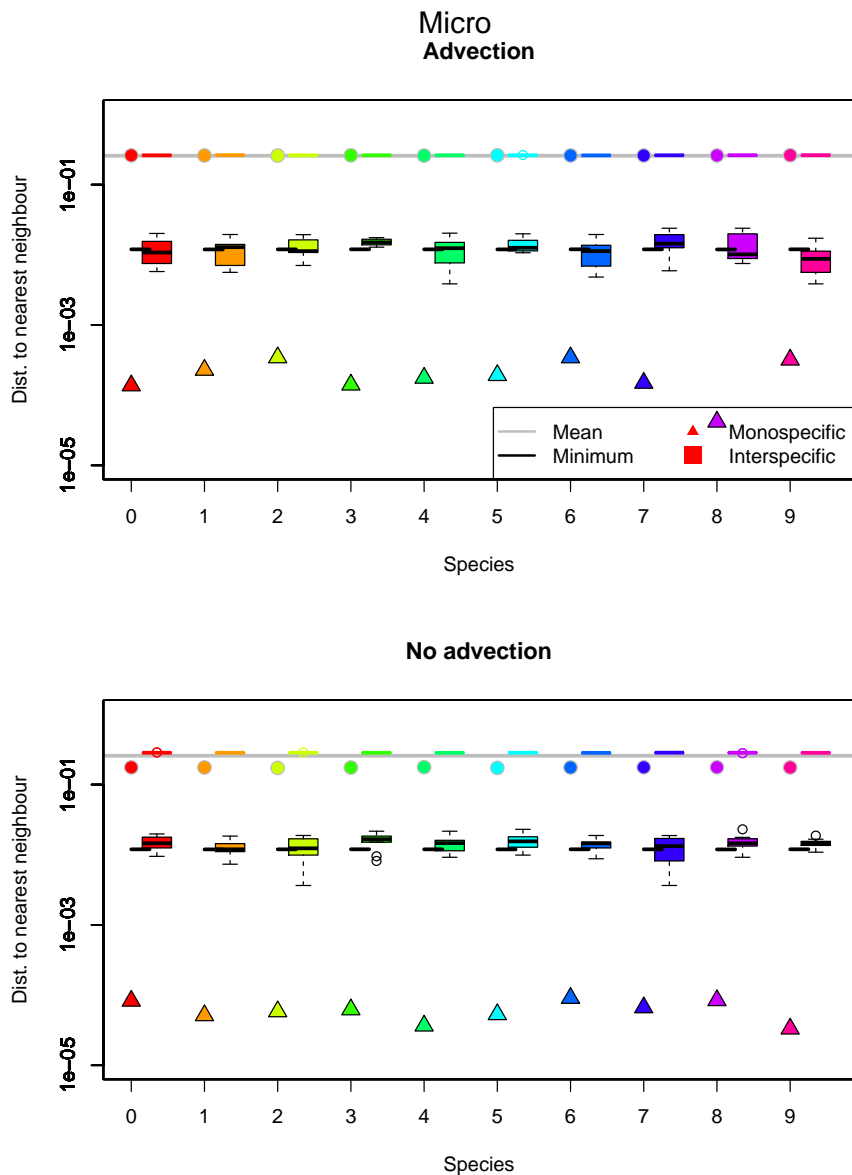 Micro
Advection
Dist. to nearest neighbour
1e−01
1e−03
1e−05
Mean
Minimum
Monospecific
Interspecific
0 1 2 3 4 5 6 7 8 9
Species
No advection
Dist. to nearest neighbour
1e−01
1e−03
1e−05
0 1 2 3 4 5 6 7 8 9
Species